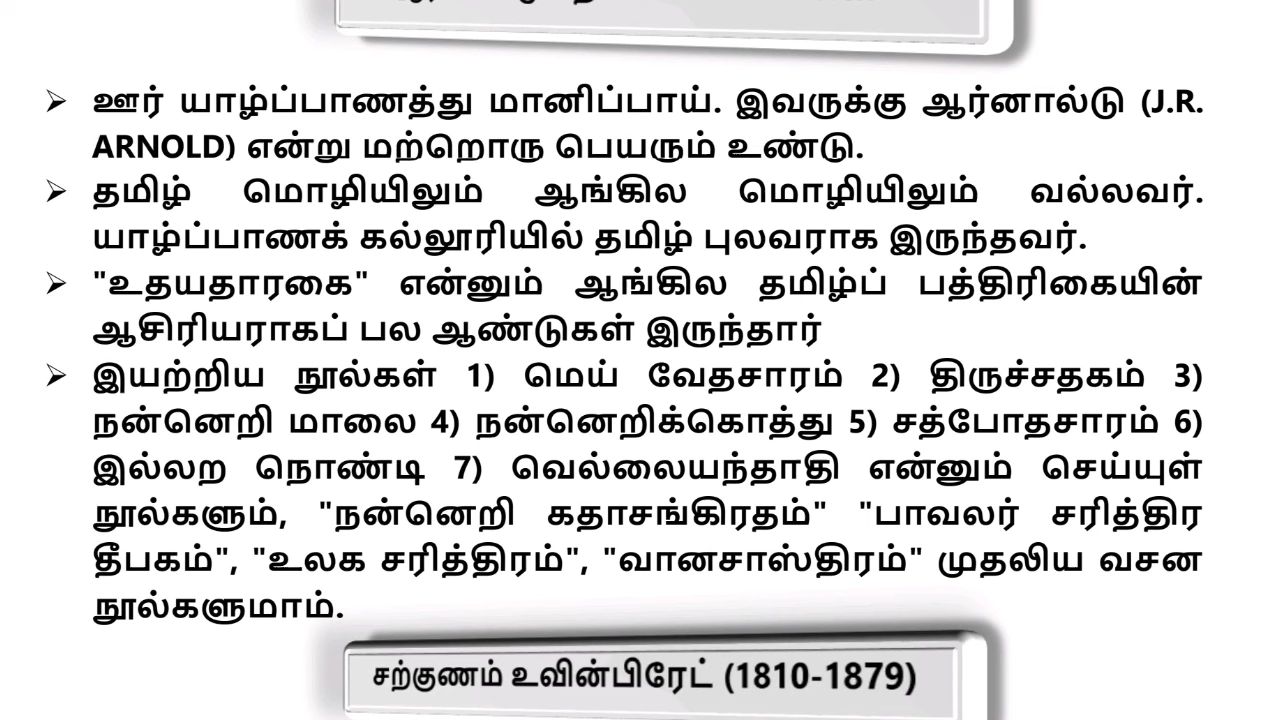 ஊர் யாழ்ப்பாணத்து மானிப்பாய். இவருக்கு ஆர்னால்டு (J.R.
ARNOLD) என்று மற்றொரு பெயரும் உண்டு.
தமிழ் மொழியிலும் ஆங்கில மொழியிலும் வல்லவர்.
யாழ்ப்பாணக் கல்லூரியில் தமிழ் புலவராக இருந்தவர்.
"உதயதாரகை" என்னும் ஆங்கில தமிழ்ப் பத்திரிகையின்
ஆசிரியராகப் பல ஆண்டுகள் இருந்தார்
இயற்றிய நூல்கள் 1) மெய் வேதசாரம் 2) திருச்சதகம் 3)
நன்னெறி மாலை 4) நன்னெறிக்கொத்து 5) சத்போதசாரம் 6)
இல்லற நொண்டி 7) வெல்லையந்தாதி என்னும் செய்யுள்
நூல்களும், "நன்னெறி கதாசங்கிரதம்" "பாவலர் சரித்திர
தீபகம்", "உலக சரித்திரம்", "வானசாஸ்திரம்" முதலிய வசன
நூல்களுமாம்.
சற்குணம் உவின்பிரேட் (1810-1879)